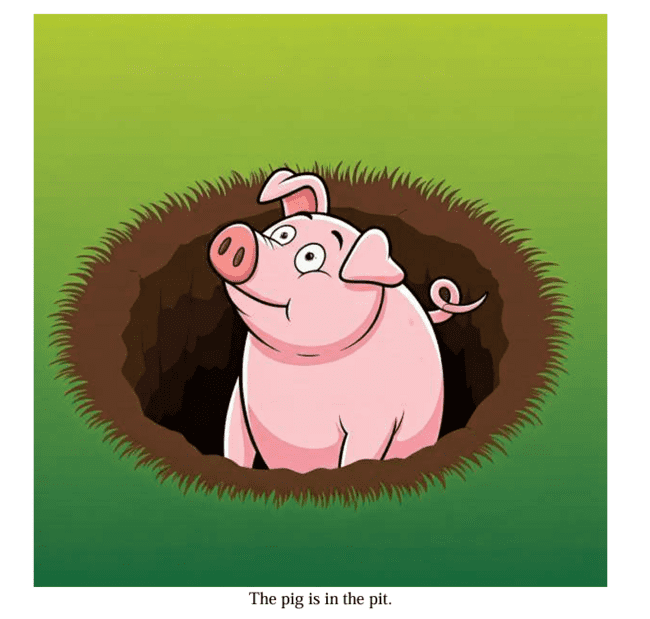 The pig is in the pit.